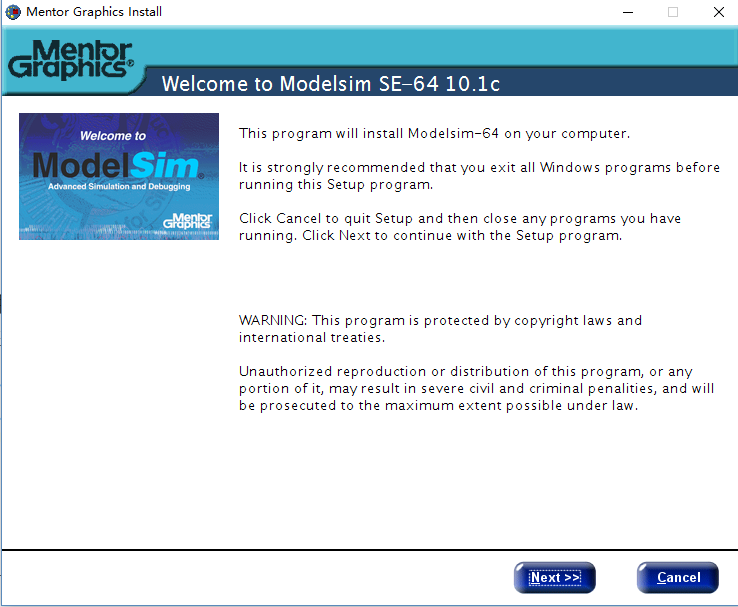 Mentor Graphics Install
Mentor
Graphics®
Welcome to Modelsim SE-64 10.1c
Welcome to
ModelSim
Advanced Simulation and Debugging
Mentor
Graphics
This program will install Modelsim-64 on your computer.
It is strongly recommended that you exit all Windows programs before
running this Setup program.
Click Cancel to quit Setup and then close any programs you have
running. Click Next to continue with the Setup program.
WARNING: This program is protected by copyright laws and
international treaties.
Unauthorized reproduction or distribution of this program, or any
portion of it, may result in severe civil and criminal penalities, and will
be prosecuted to the maximum extent possible under law.
Next >>
Cancel